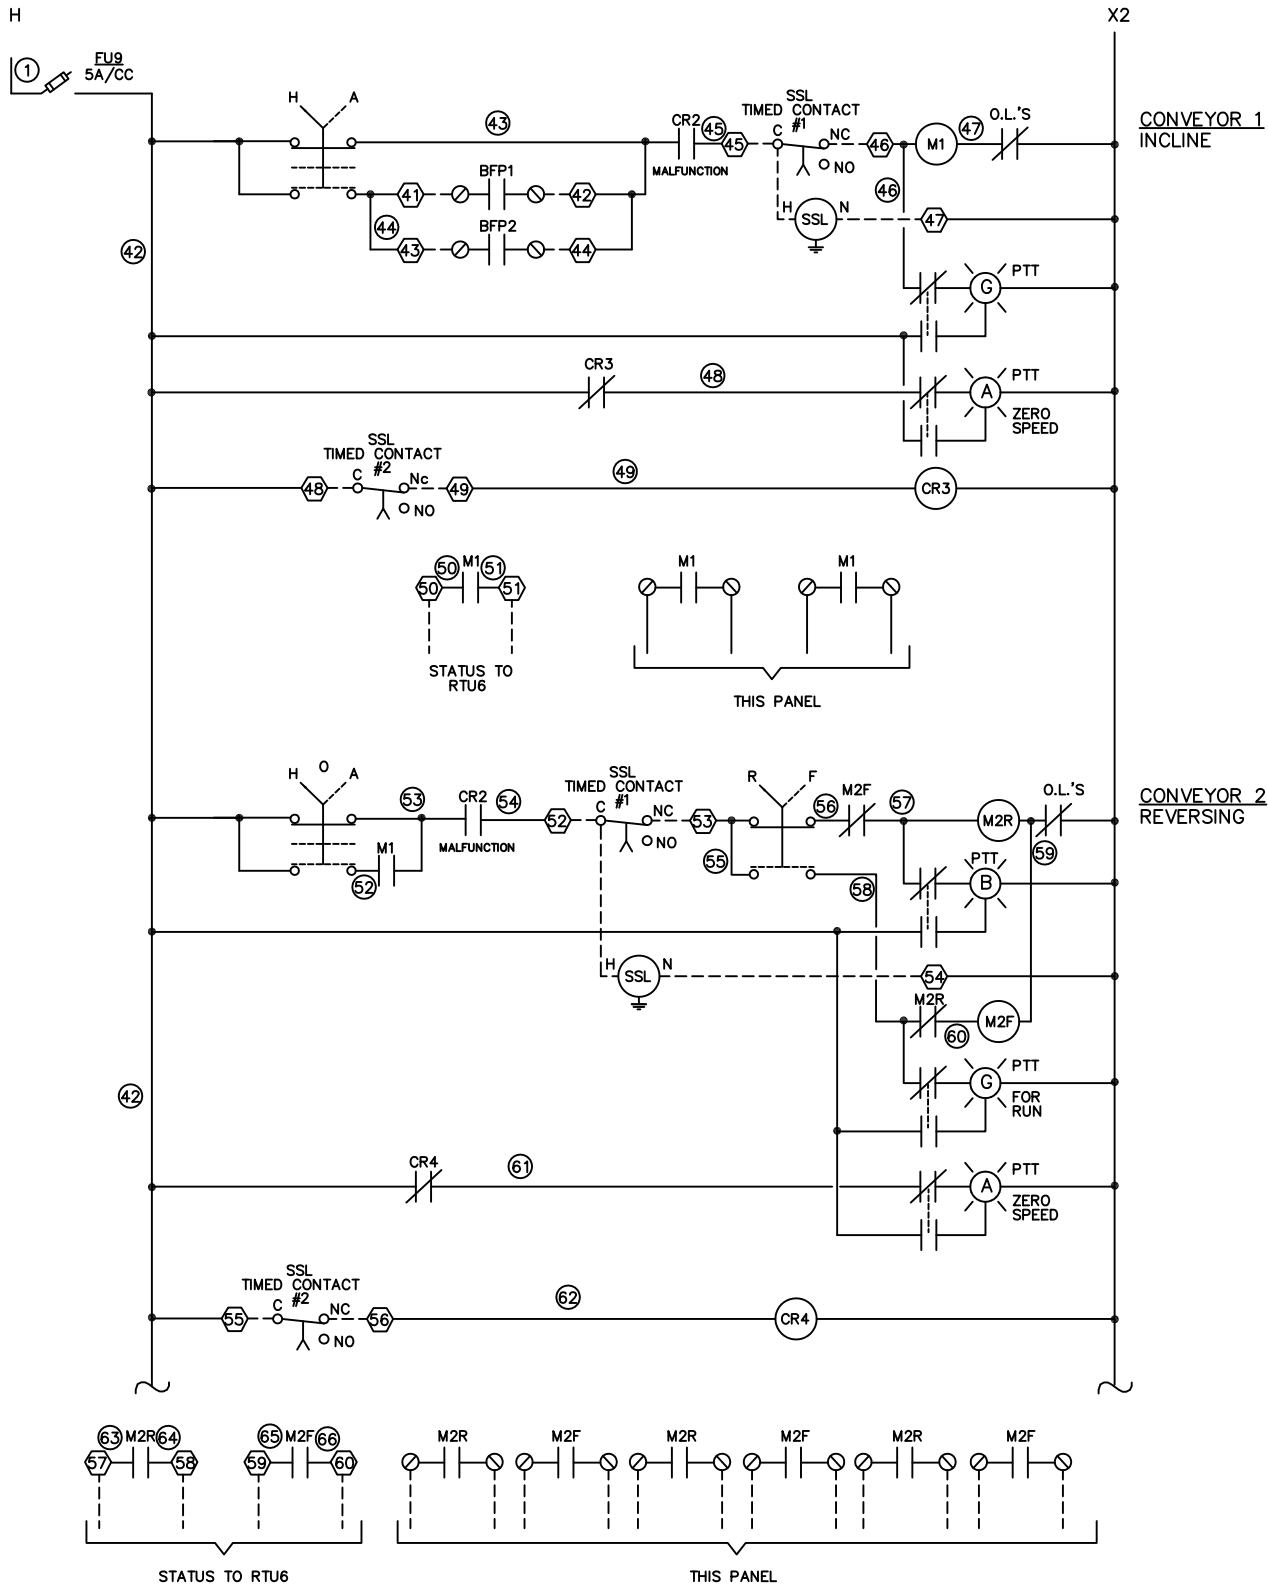 H
X2
1
FU9
5A/CC
H A
43
CR2
MALFUNCTION
45
45
SSL
TIMED CONTACT
#1
C
NC
NO
46
M1
47
O.L.'S
CONVEYOR 1
INCLINE
41
BFP1
42
46
44
43
BFP2
44
H
SSL
N
47
42
G
PTT
CR3
48
A
PTT
ZERO
SPEED
SSL
TIMED CONTACT
#2
48
C
Nc
NO
49
49
CR3
50
M1
51
50
51
STATUS TO
RTU6
M1
M1
THIS PANEL
H O A
53
CR2
MALFUNCTION
54
52
SSL
TIMED CONTACT
#1
C
NC
NO
53
R F
56
M2F
57
M2R
O.L.'S
CONVEYOR 2
REVERSING
M1
52
55
58
PTT
B
59
H
SSL
N
54
M2R
60
M2F
G
PTT
FOR
RUN
42
CR4
61
A
PTT
ZERO
SPEED
SSL
TIMED CONTACT
#2
55
C
NC
NO
56
62
CR4
63
M2R
64
57
58
65
M2F
66
59
60
M2R
M2F
M2R
M2F
M2R
M2F
STATUS TO RTU6
THIS PANEL